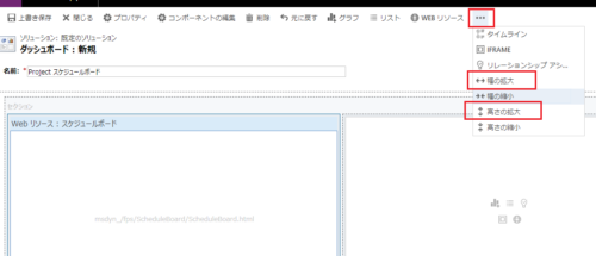 上書き保存 閉じる プロパティ コンポーネントの編集 削除 元に戻す グラフ リスト WEB リソース ...
タイムライン
ソリューション: 既定のソリューション
ダッシュボード : 新規
IFRAME
リレーションシップ アシ...
名前: * Project スケジュールボード
幅の拡大
幅の縮小
セクション
高さの拡大
Web リソース : スケジュールボード
高さの縮小
msdyn_/fps/ScheduleBoard/ScheduleBoard.html